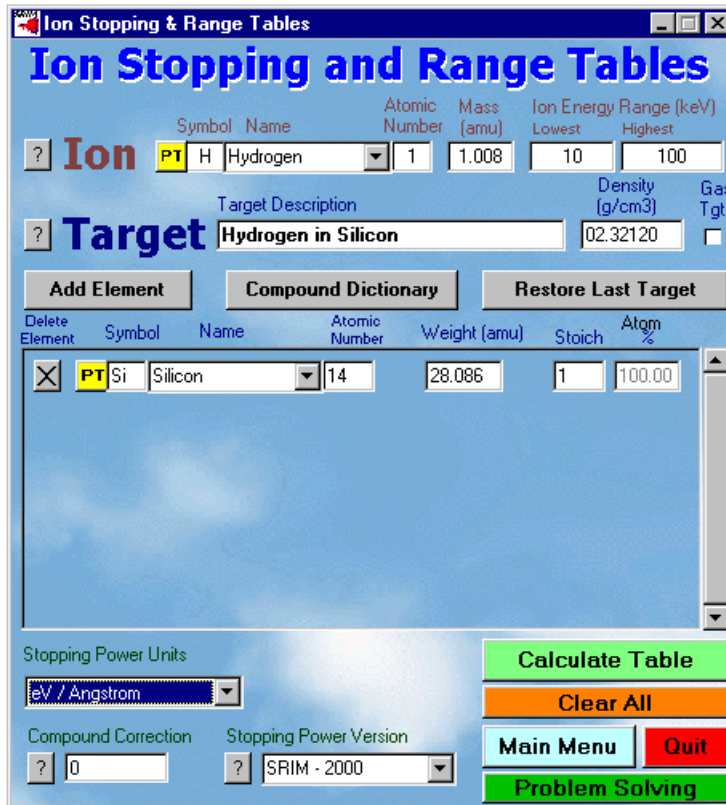 Ion Stopping & Range Tables
Ion Stopping and Range Tables
Symbol Name Atomic Number Mass (amu) Ion Energy Range (keV) Lowest Highest
? Ion PT H Hydrogen 1 1.008 10 100
Target Description Density (g/cm3) Gas Tgt
? Target Hydrogen in Silicon 02.32120
Add Element Compound Dictionary Restore Last Target
Delete Element Symbol Name Atomic Number Weight (amu) Stoich Atom %
X PT Si Silicon 14 28.086 1 100.00
Stopping Power Units
eV / Angstrom
Calculate Table
Clear All
Compound Correction Stopping Power Version
? 0 ? SRIM - 2000
Main Menu Quit
Problem Solving